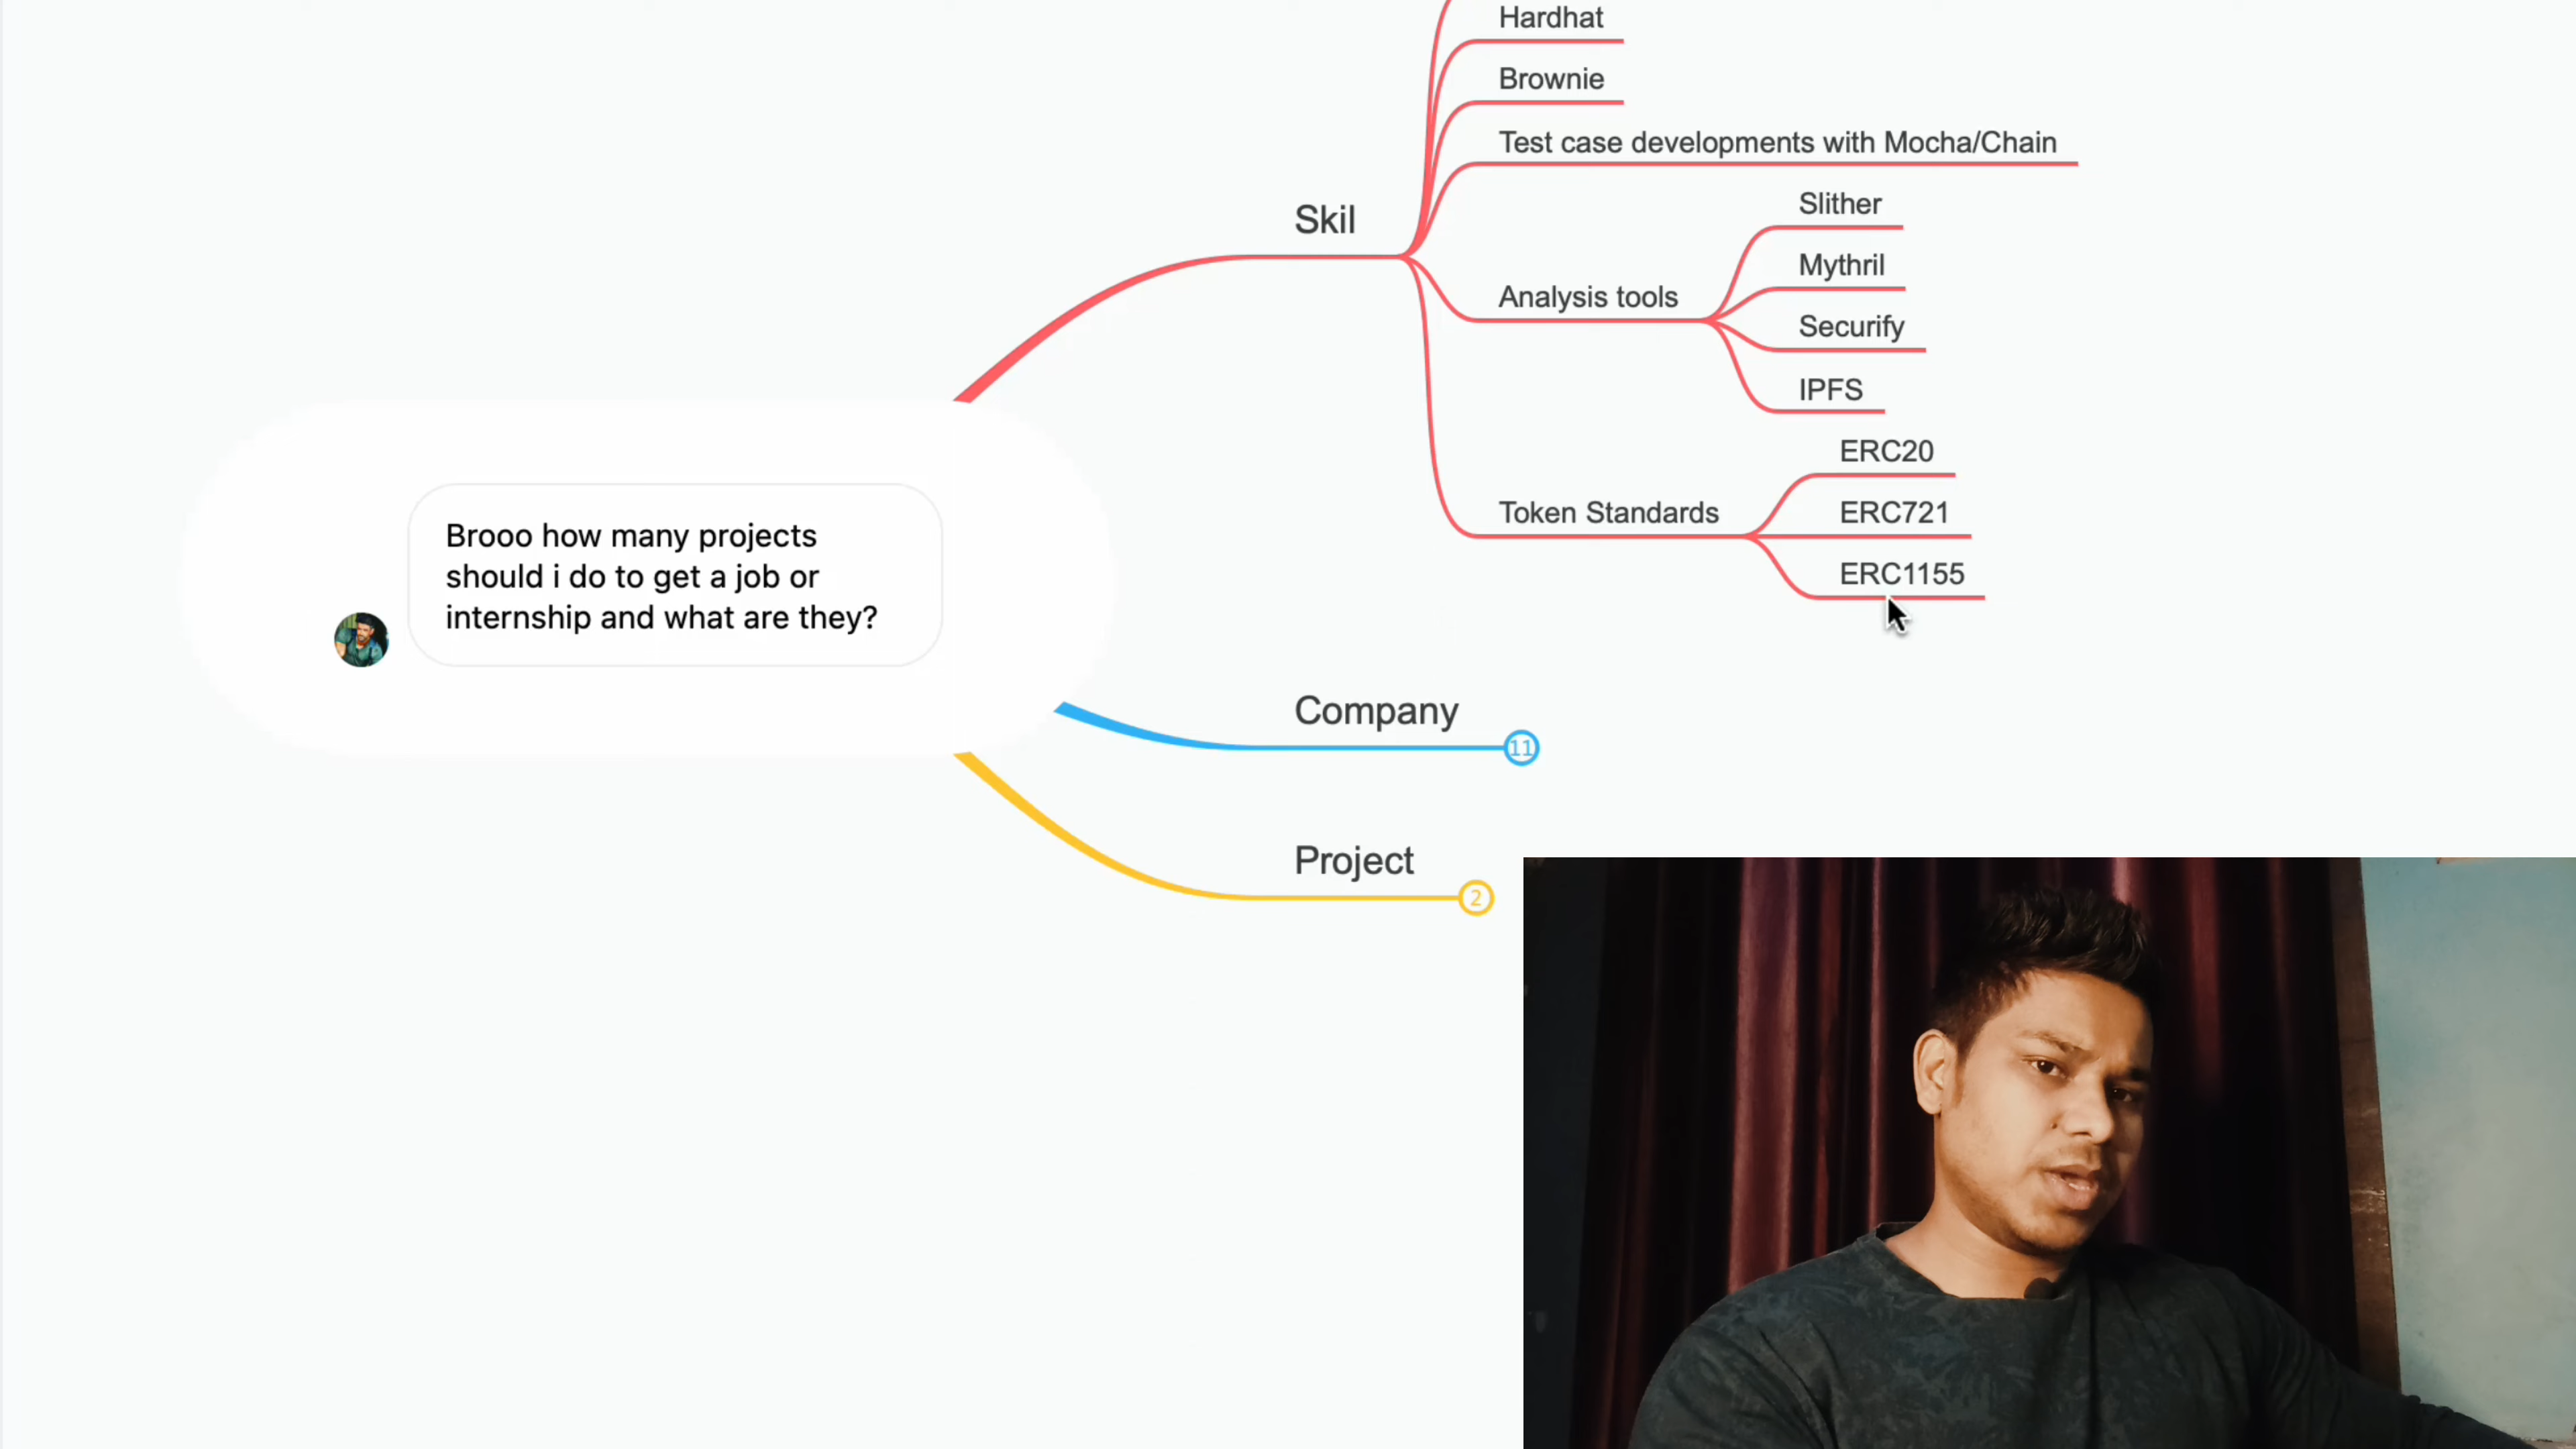 Hardhat
Brownie
Test case developments with Mocha/Chain
Skil
Slither
Mythril
Analysis tools
Securify
IPFS
ERC20
Token Standards
ERC721
ERC1155
Brooo how many projects
should i do to get a job or
internship and what are they?
Company
11
Project
2